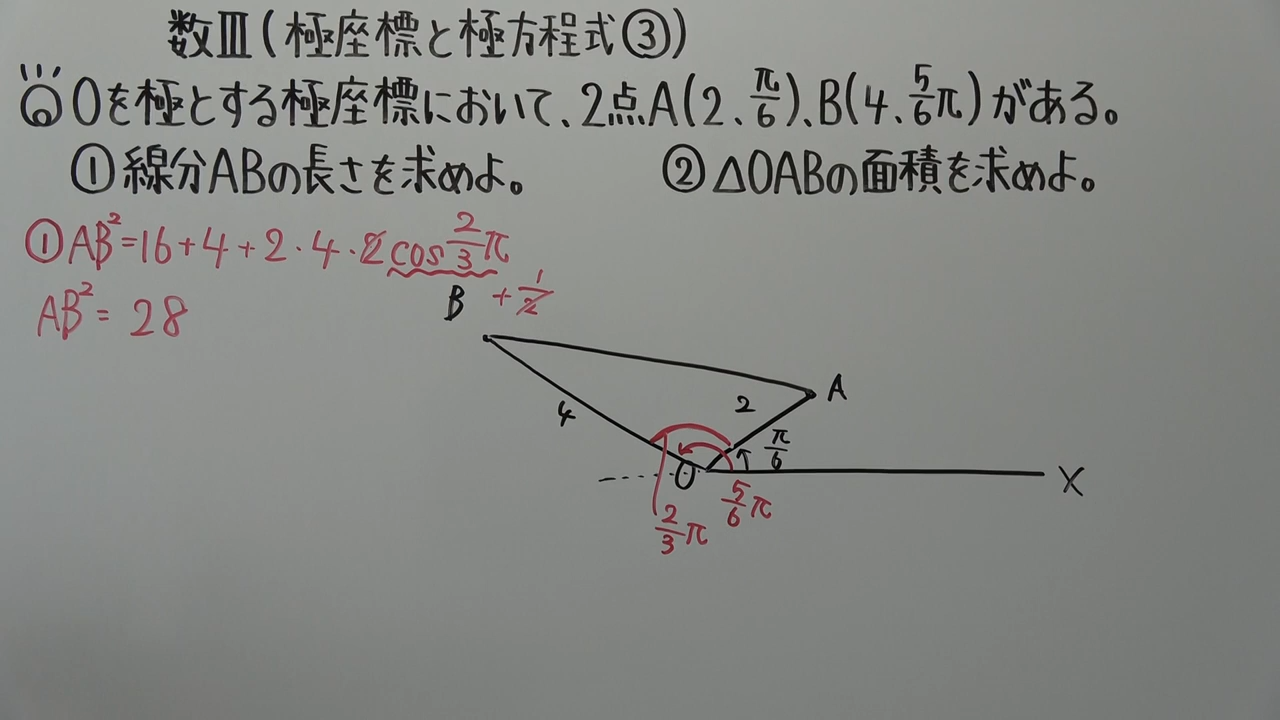 数Ⅲ(極座標と極方程式③)
問 Oを極とする極座標において、2点A(2、π/6)、B(4、5/6π)がある。
①線分ABの長さを求めよ。 ②△OABの面積を求めよ。
①AB²=16+4+2・4・2cos2/3π
+1/2
AB²=28
B
A
4
2
π/6
O
X
5/6π
2/3π